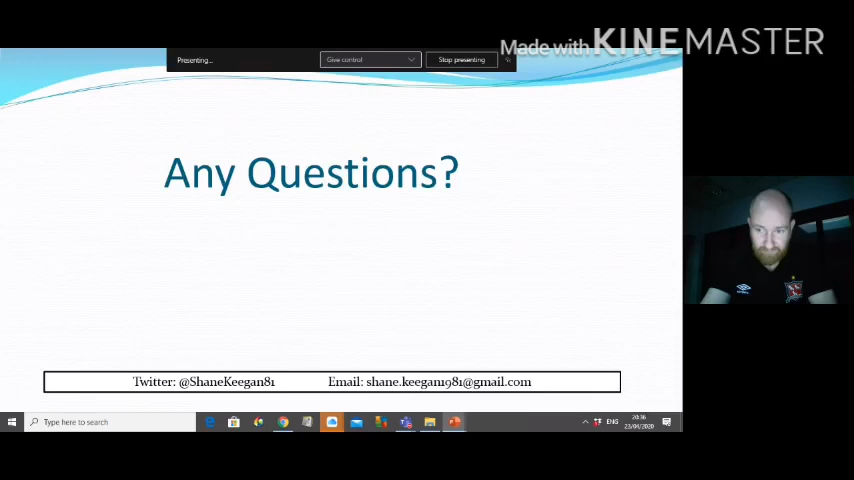 Made with KINEMASTER
Presenting...
Give control
Stop presenting
Any Questions?
Twitter: @ShaneKeegan81 Email: shane.keegan1981@gmail.com
Type here to search
ENG
20:36
23/04/2020